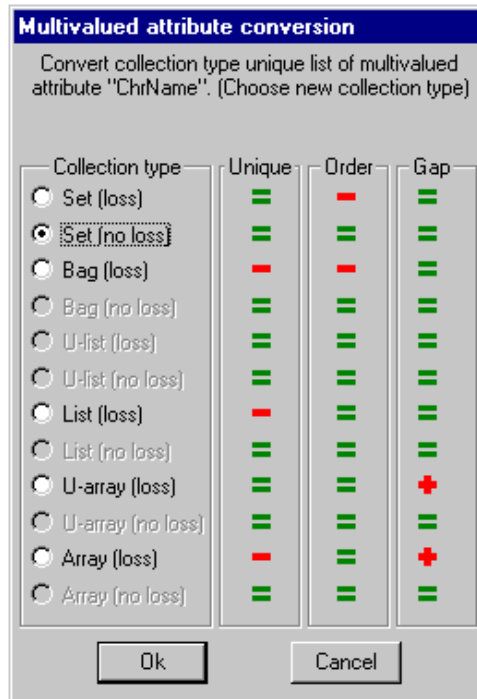 Multivalued attribute conversion
Convert collection type unique list of multivalued
attribute "ChrName". (Choose new collection type)
Collection type Unique Order Gap
Set (loss) = - =
Set (no loss) = = =
Bag (loss) - - =
Bag (no loss) = = =
U-list (loss) = = =
U-list (no loss) = = =
List (loss) - = =
List (no loss) = = =
U-array (loss) = = +
U-array (no loss) = = =
Array (loss) - = +
Array (no loss) = = =
Ok Cancel